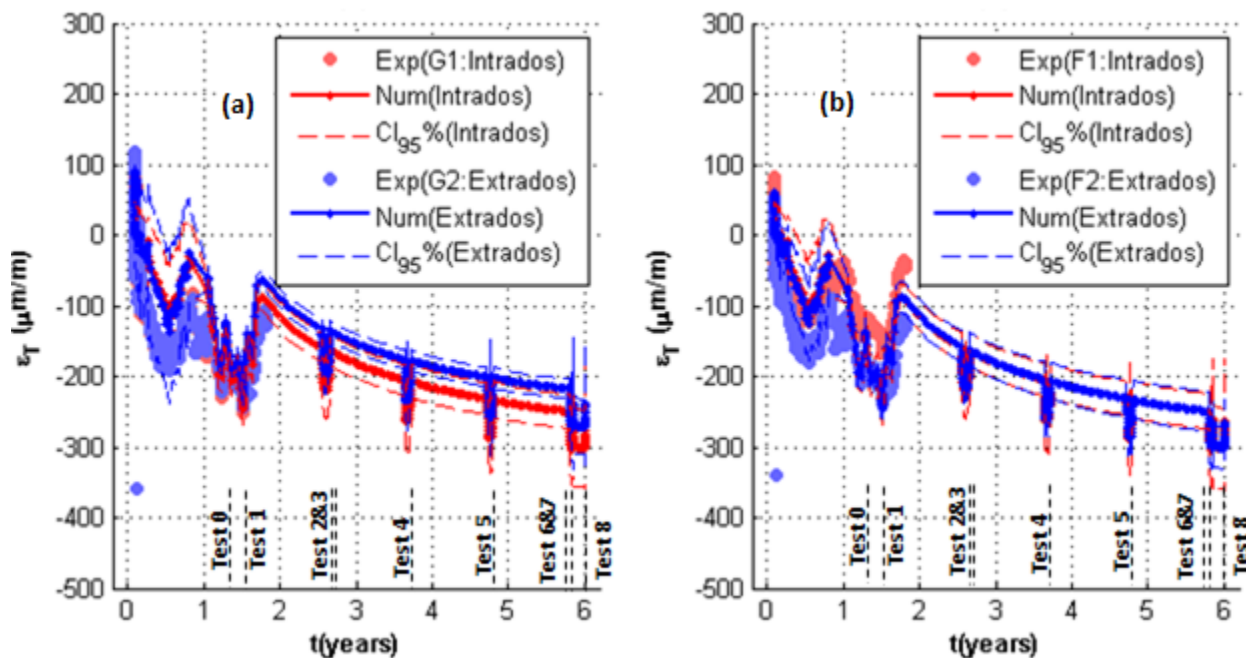 300
200
100
0
-100
-200
-300
-400
-500
εT (μm/m)
(a)
Exp(G1:Intrados)
Num(Intrados)
CI95%(Intrados)
Exp(G2:Extrados)
Num(Extrados)
CI95%(Extrados)
Test 0
Test 1
Test 2&3
Test 4
Test 5
Test 6&7
Test 8
0 1 2 3 4 5 6
t(years)
300
200
100
0
-100
-200
-300
-400
-500
εT (μm/m)
(b)
Exp(F1:Intrados)
Num(Intrados)
CI95%(Intrados)
Exp(F2:Extrados)
Num(Extrados)
CI95%(Extrados)
Test 0
Test 1
Test 2&3
Test 4
Test 5
Test 6&7
Test 8
0 1 2 3 4 5 6
t(years)